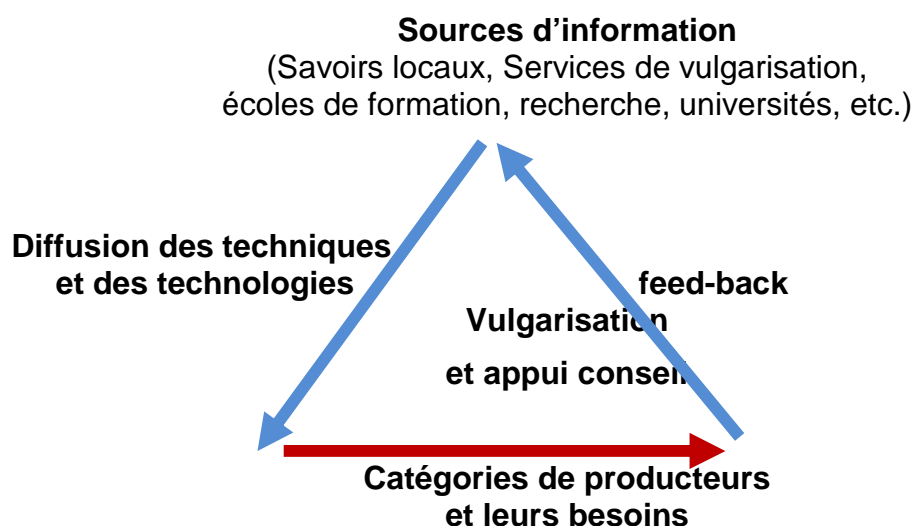 Sources d’information
(Savoirs locaux, Services de vulgarisation,
écoles de formation, recherche, universités, etc.)
Diffusion des techniques
et des technologies
feed-back
Vulgarisation
et appui conseil
Catégories de producteurs
et leurs besoins